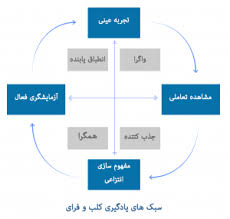 تجربه عینی
واگرا
انطباق یابنده
مشاهده تعاملی
آزمایشگری فعال
جذب کننده
همگرا
مفهوم سازی
انتزاعی
سبک های یادگیری کلب و فرای